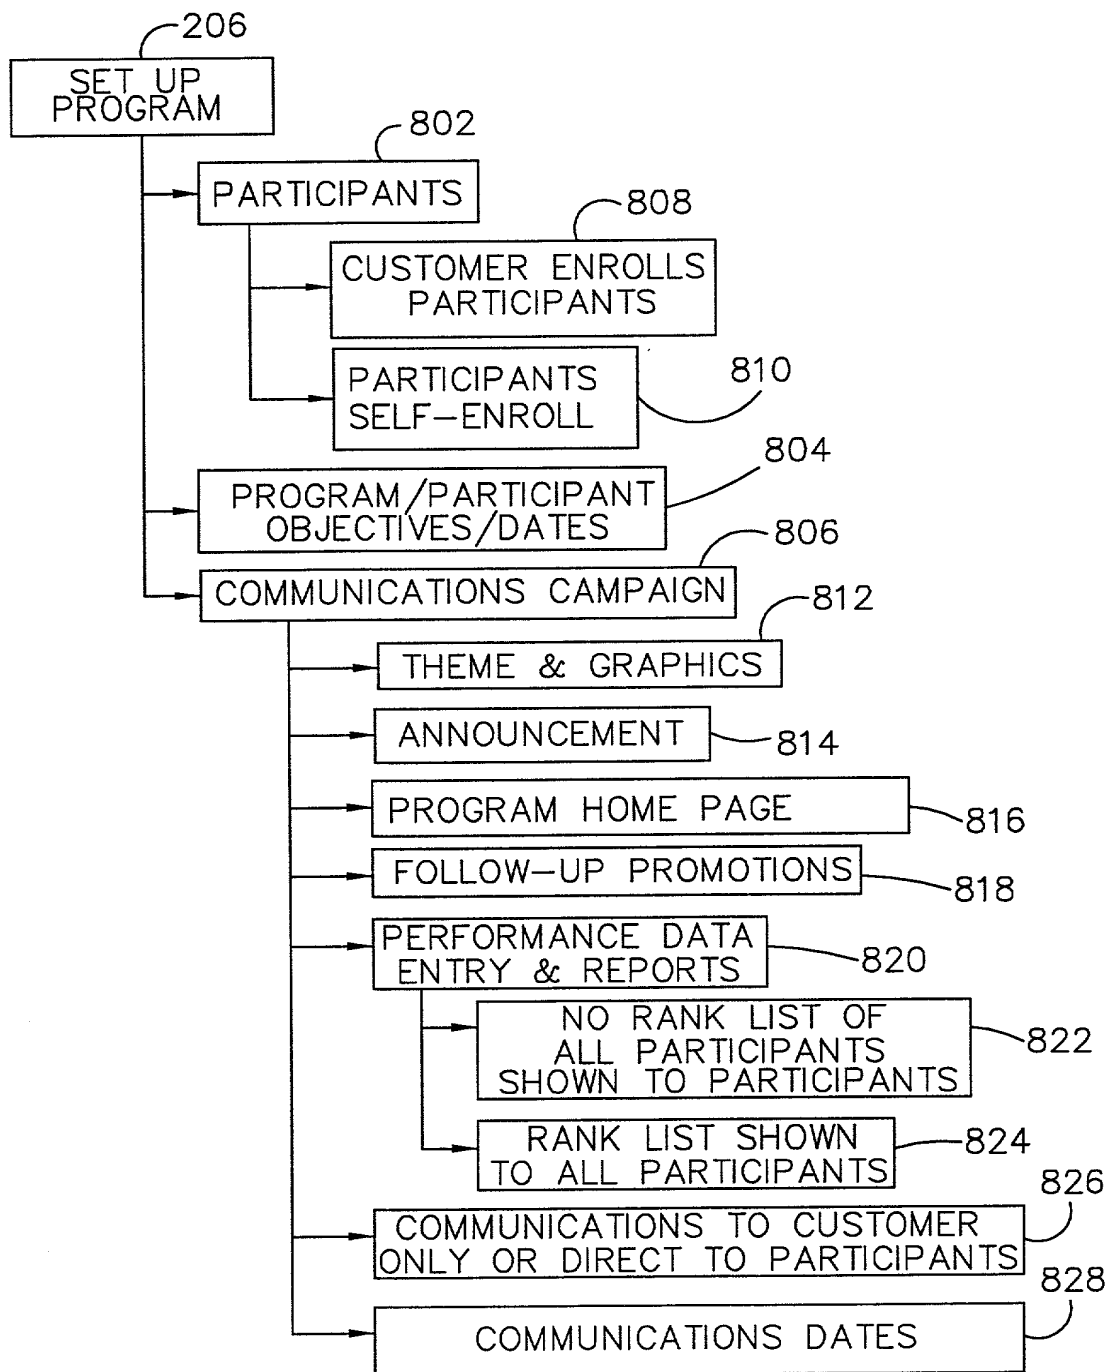 206
SET UP
PROGRAM
802
PARTICIPANTS
808
CUSTOMER ENROLLS
PARTICIPANTS
810
PARTICIPANTS
SELF-ENROLL
804
PROGRAM/PARTICIPANT
OBJECTIVES/DATES
806
COMMUNICATIONS CAMPAIGN
812
THEME & GRAPHICS
ANNOUNCEMENT
814
PROGRAM HOME PAGE
816
FOLLOW-UP PROMOTIONS
818
PERFORMANCE DATA
ENTRY & REPORTS
820
NO RANK LIST OF
ALL PARTICIPANTS
SHOWN TO PARTICIPANTS
822
RANK LIST SHOWN
TO ALL PARTICIPANTS
824
826
COMMUNICATIONS TO CUSTOMER
ONLY OR DIRECT TO PARTICIPANTS
828
COMMUNICATIONS DATES